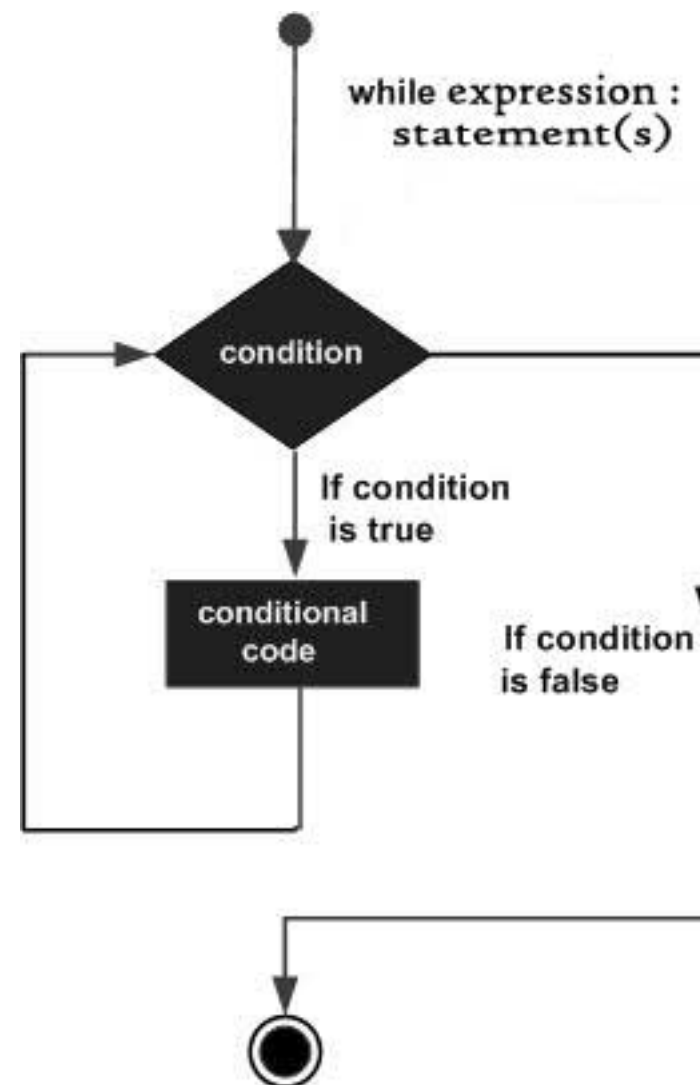 while expression :
statement(s)
condition
If condition
is true
conditional
code
If condition
is false